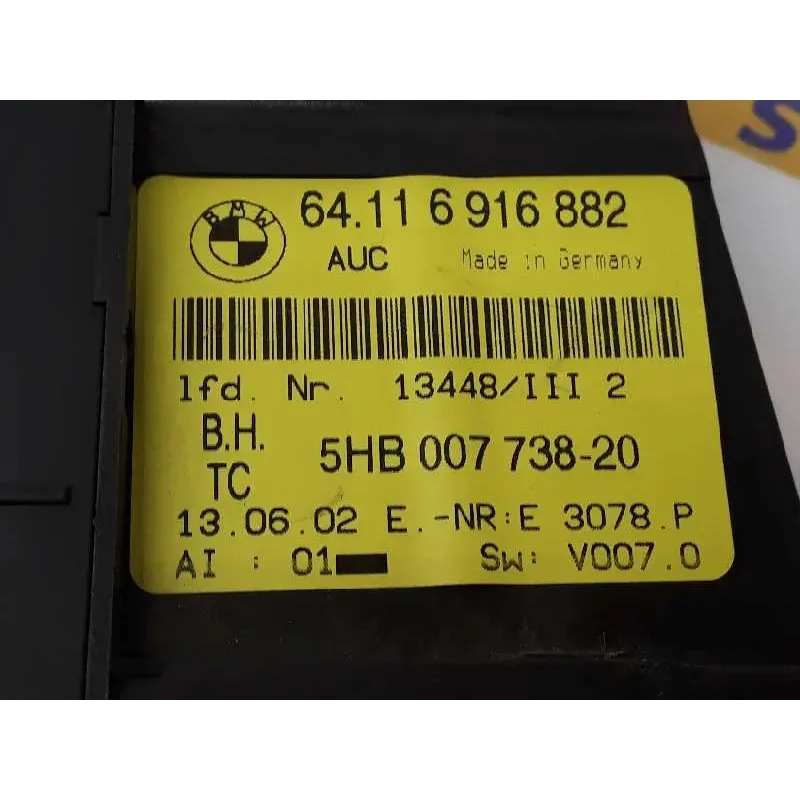 BMW
64.11 6 916 882
AUC Made in Germany
lfd. Nr. 13448/III 2
B.H.
TC
5HB 007 738-20
13.06.02 E.-NR:E 3078.P
AI : 01 Sw: V007.0
S